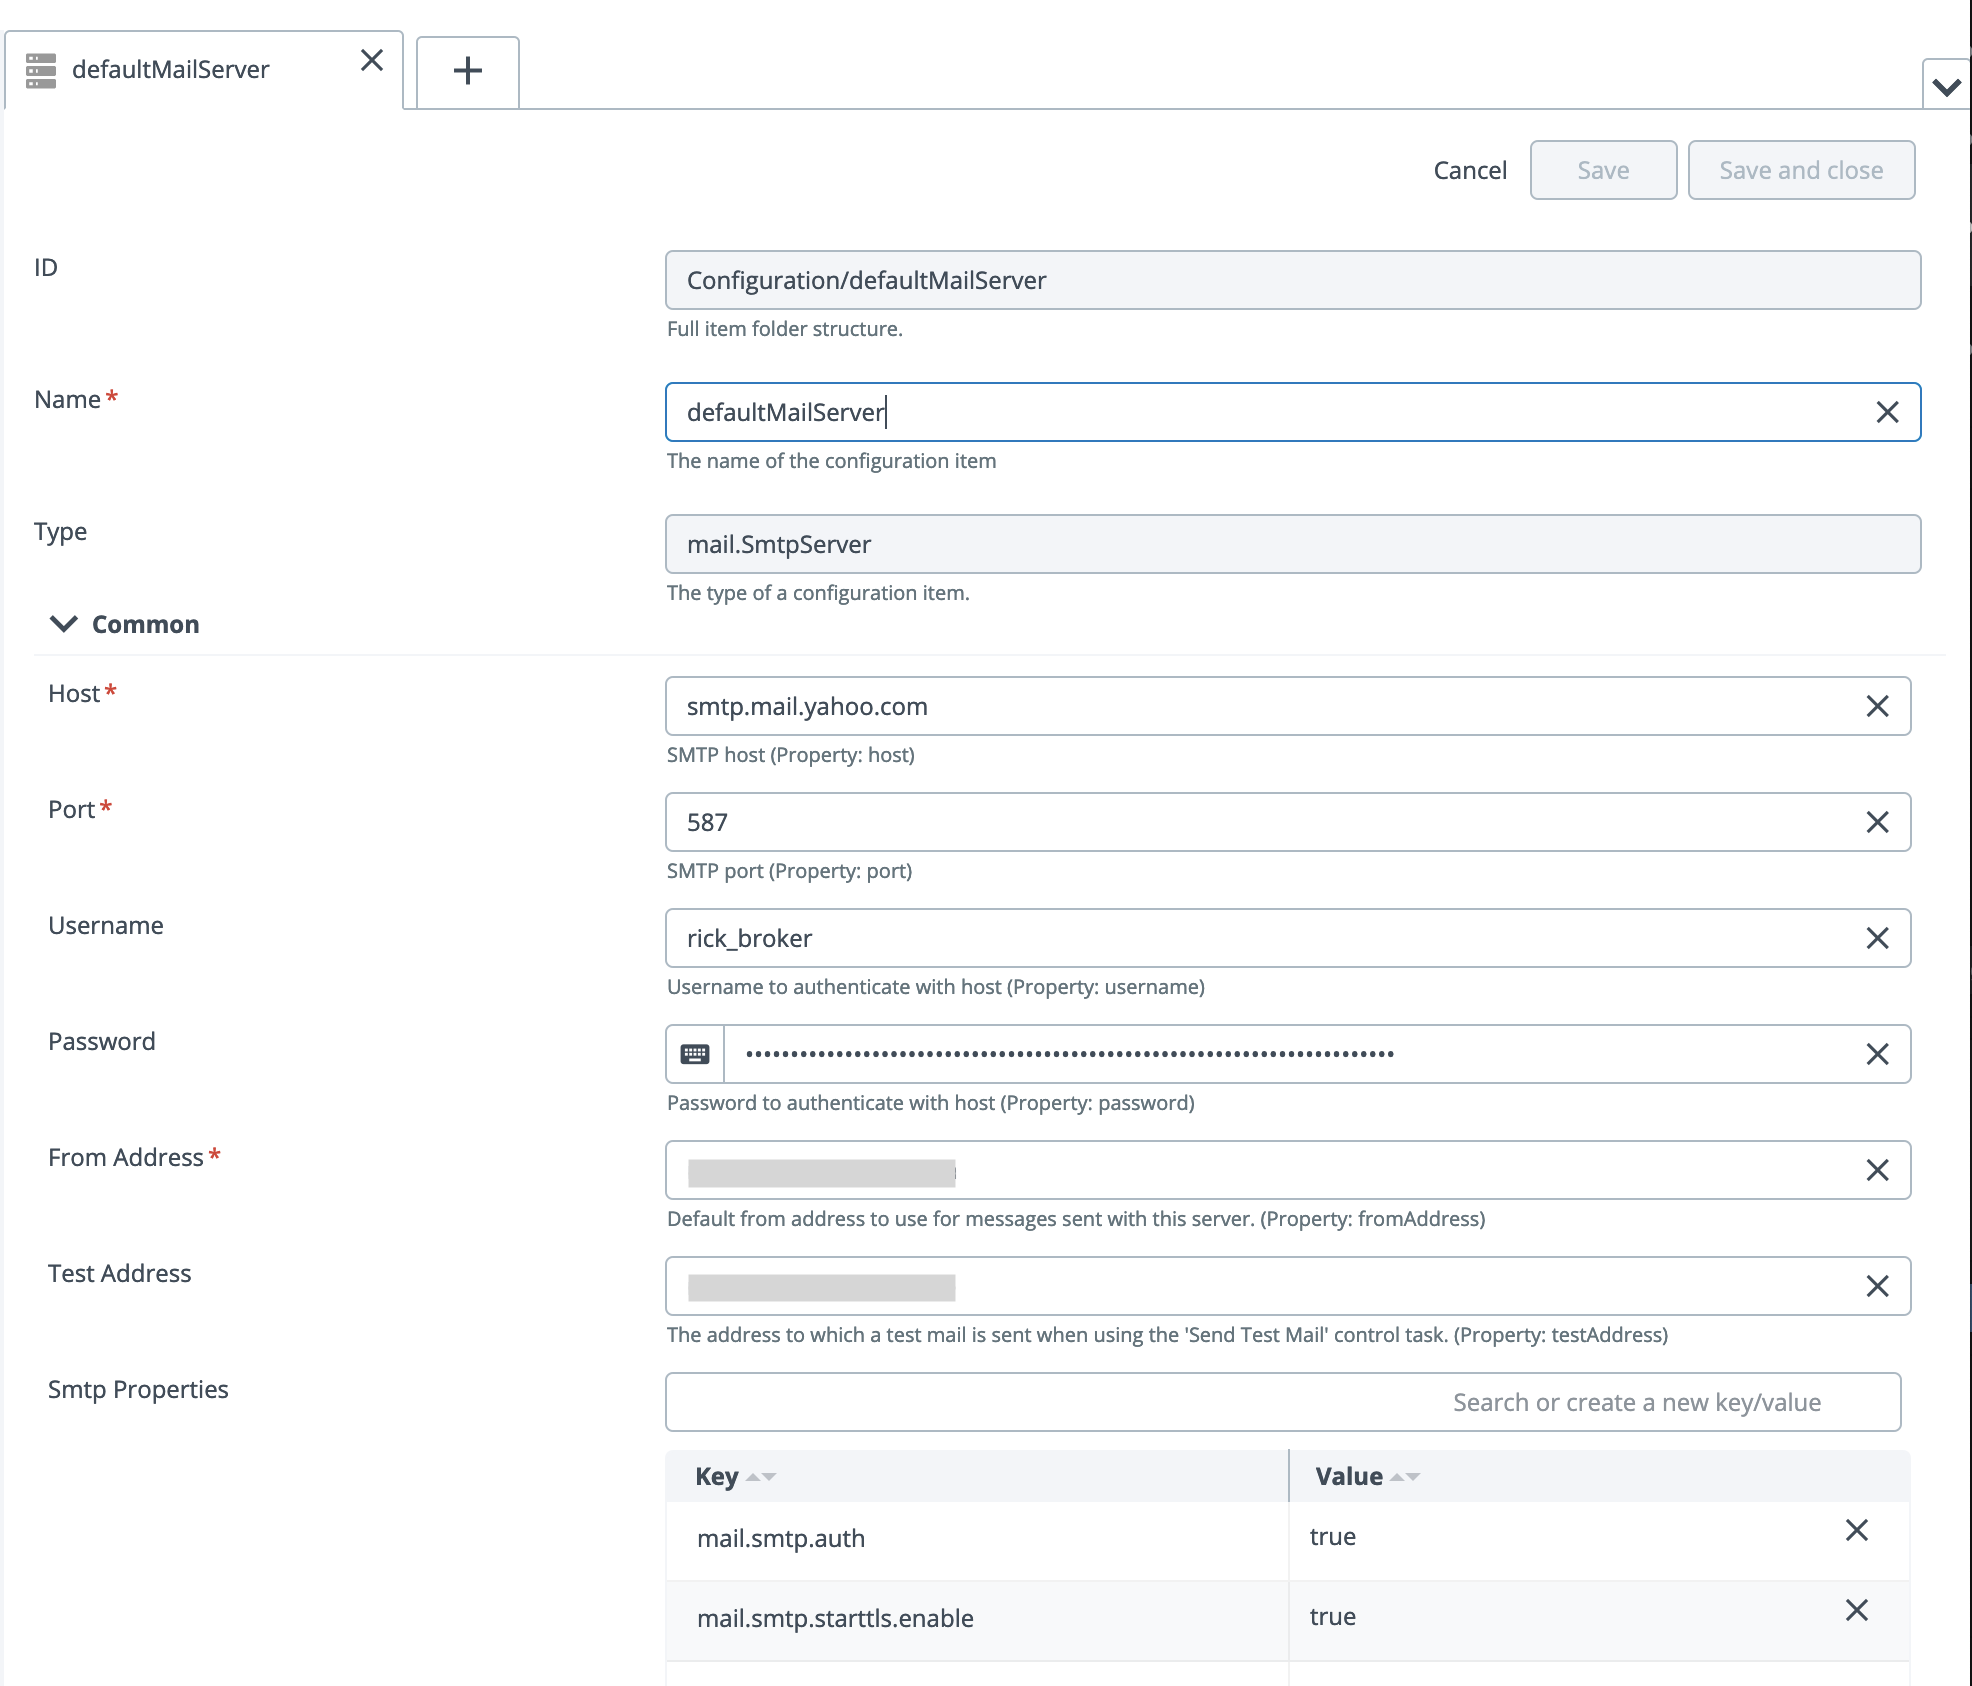 defaultMailServer
Cancel
Save
Save and close
ID
Configuration/defaultMailServer
Full item folder structure.
Name*
defaultMailServer
The name of the configuration item
Type
mail.SmtpServer
The type of a configuration item.
Common
Host*
smtp.mail.yahoo.com
SMTP host (Property: host)
Port*
587
SMTP port (Property: port)
Username
rick_broker
Username to authenticate with host (Property: username)
Password
Password to authenticate with host (Property: password)
From Address*
Default from address to use for messages sent with this server. (Property: fromAddress)
Test Address
The address to which a test mail is sent when using the 'Send Test Mail' control task. (Property: testAddress)
Smtp Properties
Search or create a new key/value
Key Value
mail.smtp.auth true
mail.smtp.starttls.enable true